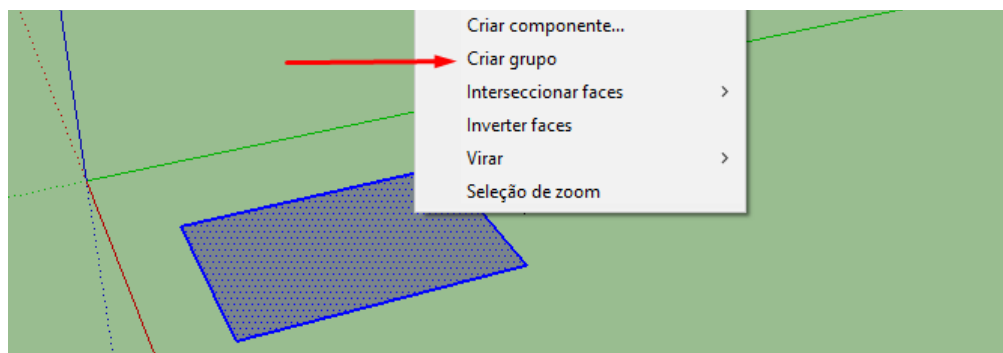 Criar componente...
Criar grupo
Interseccionar faces
Inverter faces
Virar
Seleção de zoom